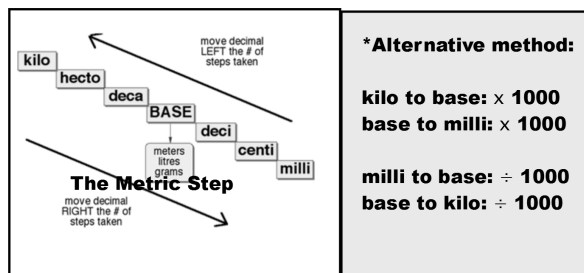 move decimal
LEFT the # of
steps taken
kilo
hecto
deca
BASE
deci
centi
milli
meters
litres
grams
The Metric Step
move decimal
RIGHT the # of
steps taken
*Alternative method:
kilo to base: x 1000
base to milli: x 1000
milli to base: ÷ 1000
base to kilo: ÷ 1000